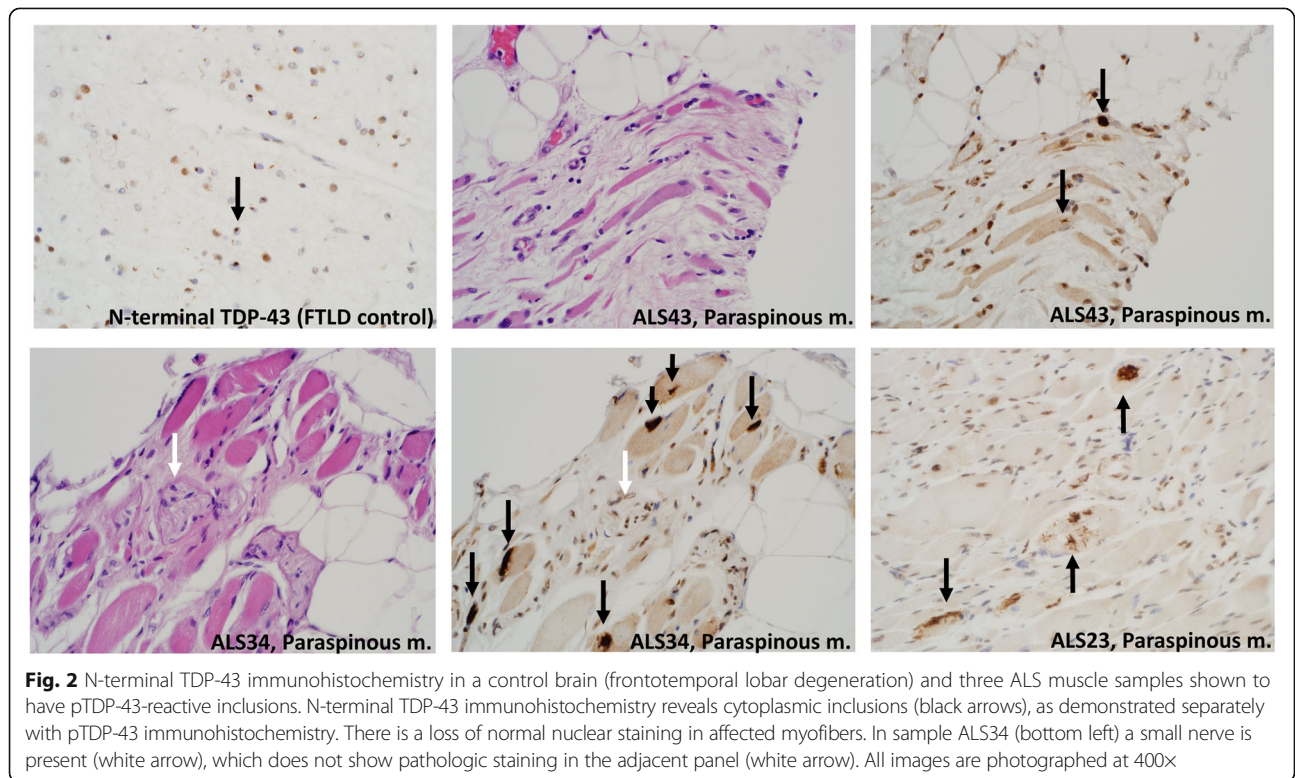 N-terminal TDP-43 (FTLD control)
ALS43, Paraspinous m.
ALS43, Paraspinous m.
ALS34, Paraspinous m.
ALS34, Paraspinous m.
ALS23, Paraspinous m.
Fig. 2 N-terminal TDP-43 immunohistochemistry in a control brain (frontotemporal lobar degeneration) and three ALS muscle samples shown to
have pTDP-43-reactive inclusions. N-terminal TDP-43 immunohistochemistry reveals cytoplasmic inclusions (black arrows), as demonstrated separately
with pTDP-43 immunohistochemistry. There is a loss of normal nuclear staining in affected myofibers. In sample ALS34 (bottom left) a small nerve is
present (white arrow), which does not show pathologic staining in the adjacent panel (white arrow). All images are photographed at 400×